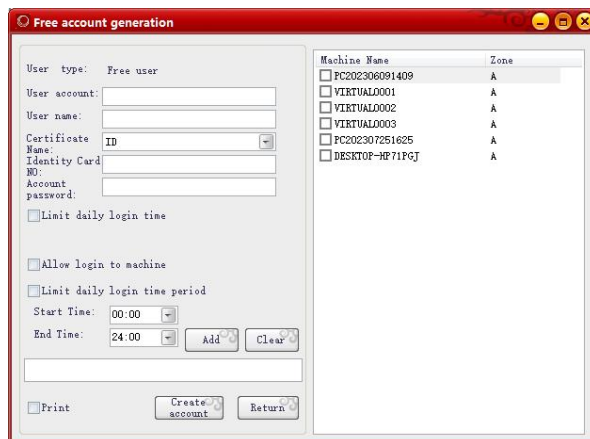 Free account generation
User type: Free user
User account:
User name:
Certificate
Name:
ID
Identity Card
NO:
Account
password:
Limit daily login time
Allow login to machine
Limit daily login time period
Start Time: 00:00
End Time: 24:00 Add Clear
Print Create
account Return
Machine Name Zone
PC202306091409 A
VIRTUAL0001 A
VIRTUAL0002 A
VIRTUAL0003 A
PC202307251625 A
DESKTOP-HP71PGJ A